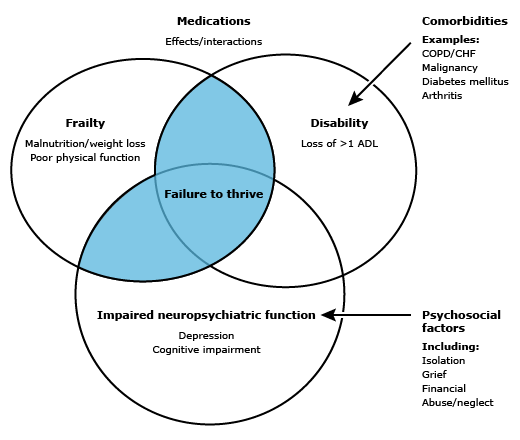 Medications
Effects/interactions
Comorbidities
Examples:
COPD/CHF
Malignancy
Diabetes mellitus
Arthritis
Frailty
Malnutrition/weight loss
Poor physical function
Disability
Loss of >1 ADL
Failure to thrive
Impaired neuropsychiatric function
Depression
Cognitive impairment
Psychosocial
factors
Including:
Isolation
Grief
Financial
Abuse/neglect